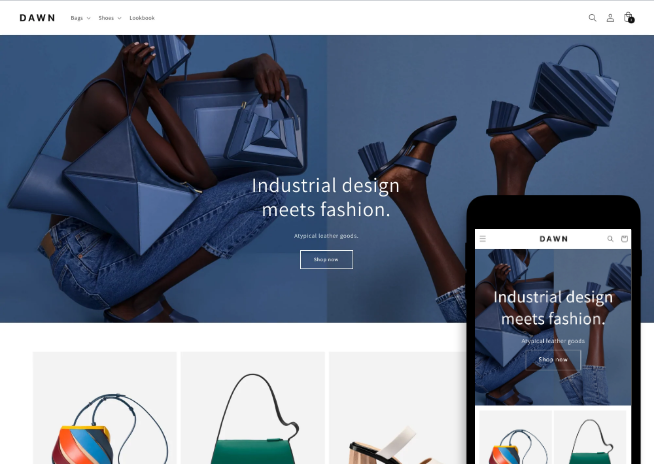 DAWN
Bags Shoes Lookbook
Industrial design
meets fashion.
Atypical leather goods.
Shop now
DAWN
Industrial design
meets fashion.
Atypical leather goods
Shop now